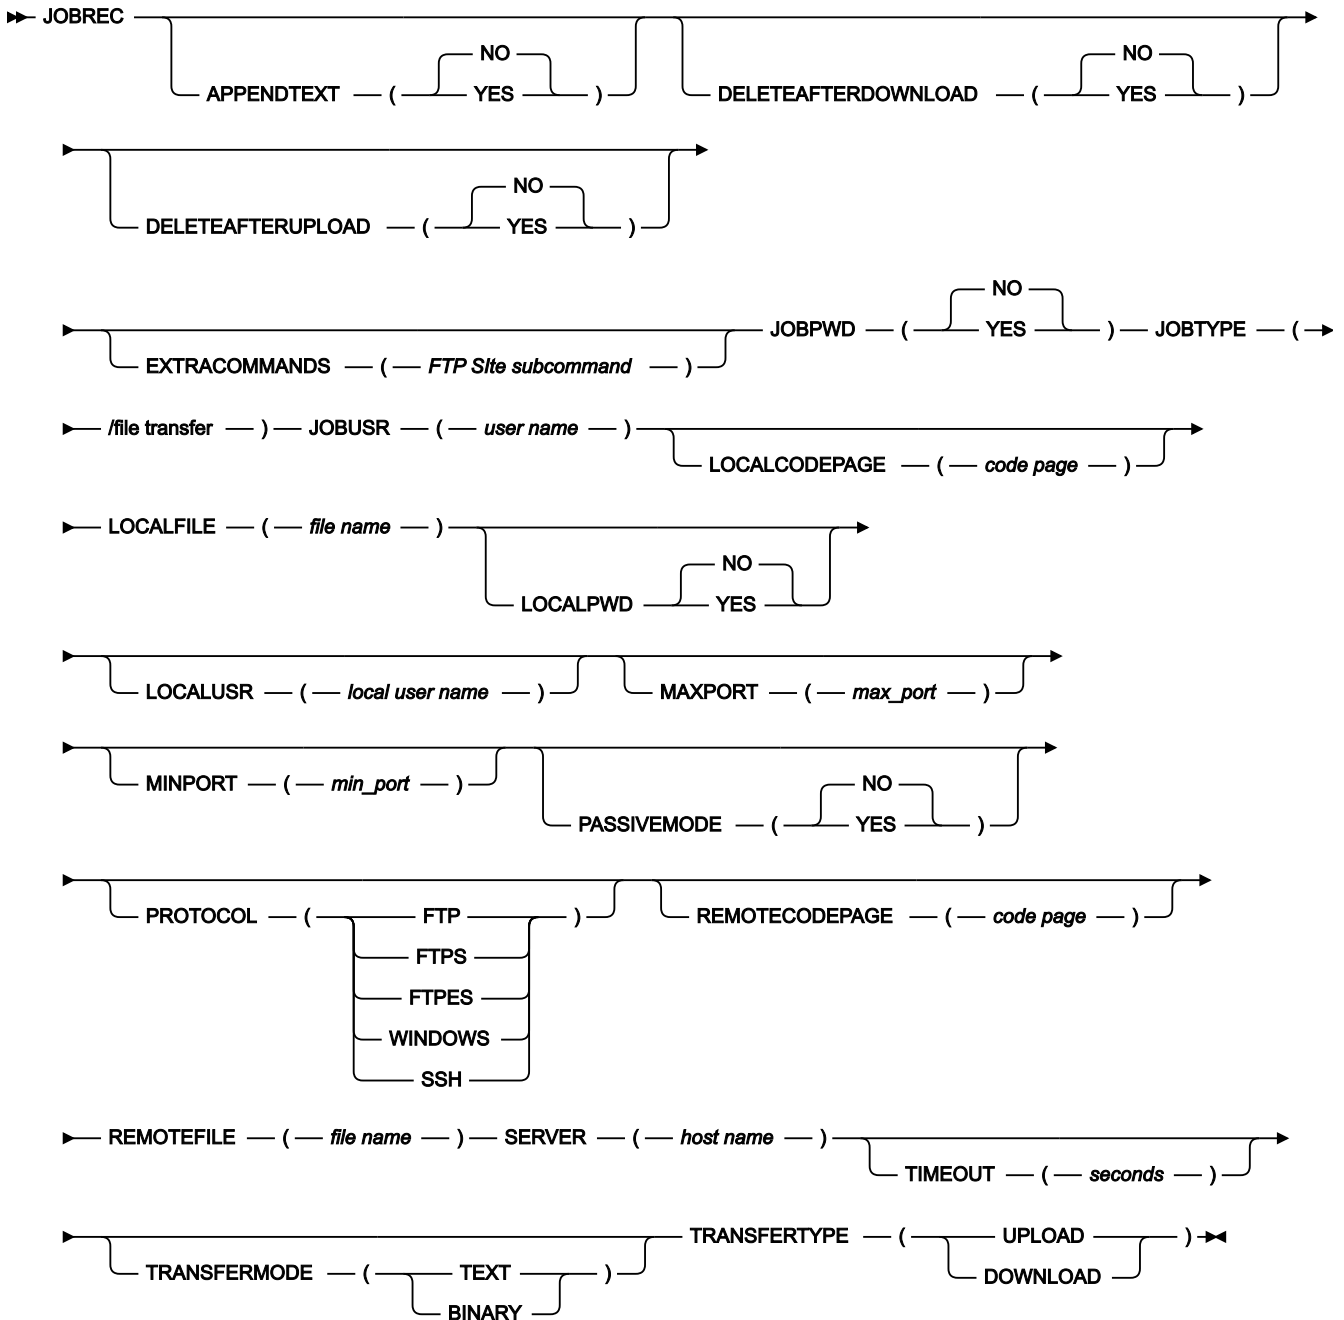 JOBREC
NO NO
APPENDTEXT ( YES ) DELETEAFTERDOWNLOAD ( YES )
NO
DELETEAFTERUPLOAD ( YES )
NO
JOBPWD ( YES ) JOBTYPE (
EXTRACOMMANDS ( FTP SIte subcommand )
/file transfer ) JOBUSR ( user name )
LOCALCODEPAGE ( code page )
LOCALFILE ( file name )
NO
LOCALPWD YES
LOCALUSR ( local user name ) MAXPORT ( max_port )
MINPORT ( min_port ) NO
PASSIVEMODE ( YES )
PROTOCOL ( FTP ) REMOTECODEPAGE ( code page )
FTPS
FTPES
WINDOWS
SSH
REMOTEFILE ( file name ) SERVER ( host name )
TIMEOUT ( seconds )
TRANSFERTYPE ( UPLOAD )
TRANSFERMODE ( TEXT ) DOWNLOAD
BINARY